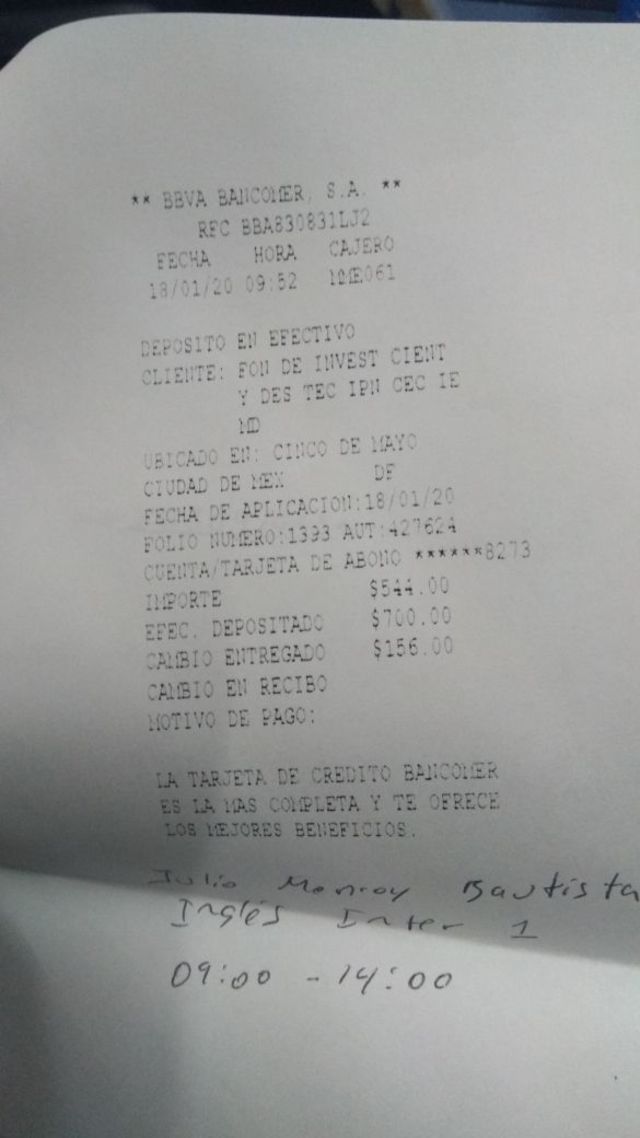 ** BBVA BANCOMER, S.A. **
RFC BBA830831LJ2
FECHA HORA CAJERO
18/01/20 09:52 NME061
DEPOSITO EN EFECTIVO
CLIENTE: FON DE INVEST CIENT
Y DES TEC IPN CEC IE
MD
UBICADO EN: CINCO DE MAYO
CIUDAD DE MEX DF
FECHA DE APLICACION:18/01/20
FOLIO NUMERO:1393 AUT:427624
CUENTA/TARJETA DE ABONO ******8273
IMPORTE $544.00
EFEC. DEPOSITADO $700.00
CAMBIO ENTREGADO $156.00
CAMBIO EN RECIBO
MOTIVO DE PAGO:
LA TARJETA DE CREDITO BANCOMER
ES LA MAS COMPLETA Y TE OFRECE
LOS MEJORES BENEFICIOS.
Julio Monroy Bautista
Inglés Inter 1
09:00 - 14:00